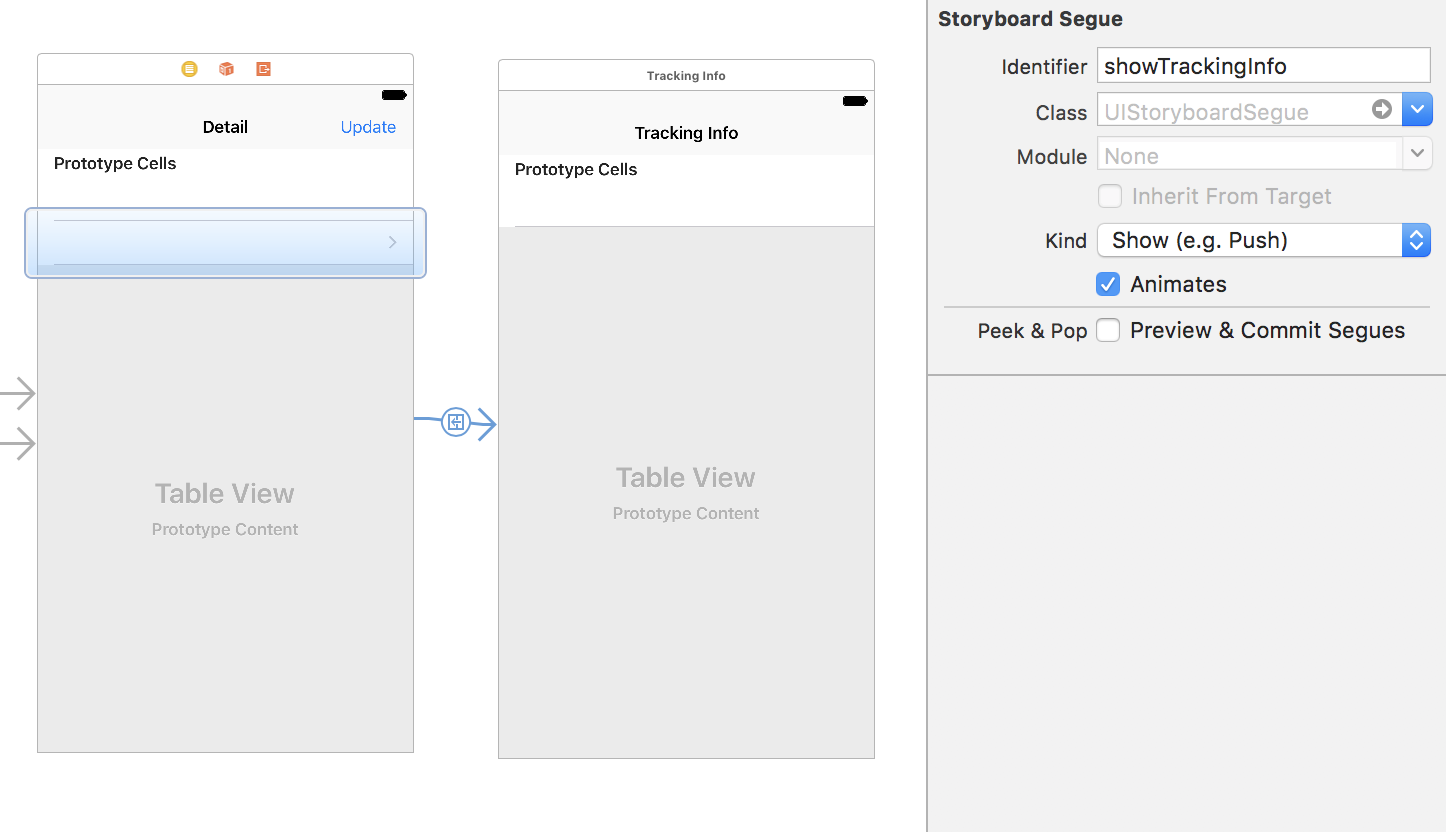 Detail
Update
Prototype Cells
Table View
Prototype Content
Tracking Info
Tracking Info
Prototype Cells
Table View
Prototype Content
Storyboard Segue
Identifier showTrackingInfo
Class UIStoryboardSegue
Module None
Inherit From Target
Kind Show (e.g. Push)
Animates
Peek & Pop Preview & Commit Segues